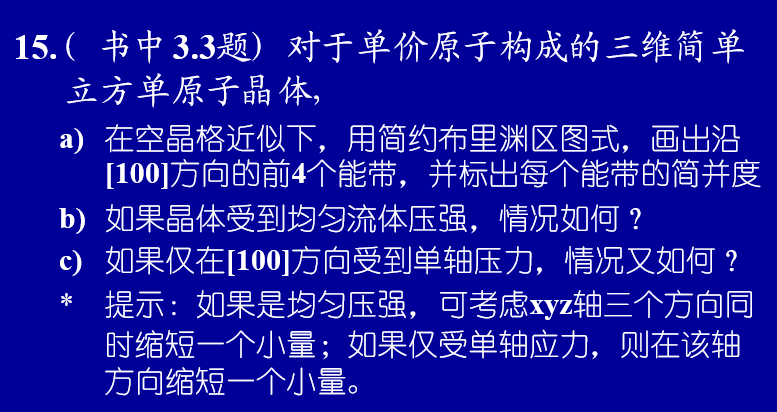 15.( 书中3.3题) 对于单价原子构成的三维简单
立方单原子晶体,
a) 在空晶格近似下，用简约布里渊区图式，画出沿
[100]方向的前4个能带，并标出每个能带的简并度
b) 如果晶体受到均匀流体压强，情况如何？
c) 如果仅在[100]方向受到单轴压力，情况又如何？
* 提示：如果是均匀压强，可考虑xyz轴三个方向同
时缩短一个小量；如果仅受单轴应力，则在该轴
方向缩短一个小量。